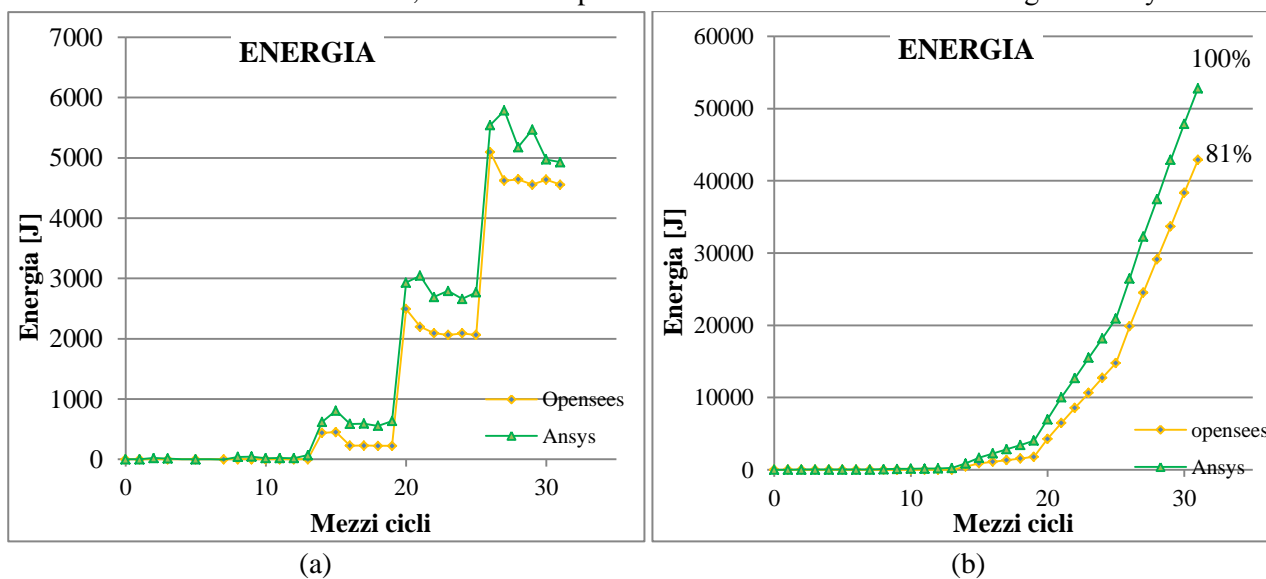 ENERGIA
7000
6000
5000
4000
3000
2000
1000
0
Energia [J]
Opensees
Ansys
0 10 20 30
Mezzi cicli
(a)
ENERGIA
60000
50000
40000
30000
20000
10000
0
Energia [J]
100%
81%
opensees
Ansys
0 10 20 30
Mezzi cicli
(b)